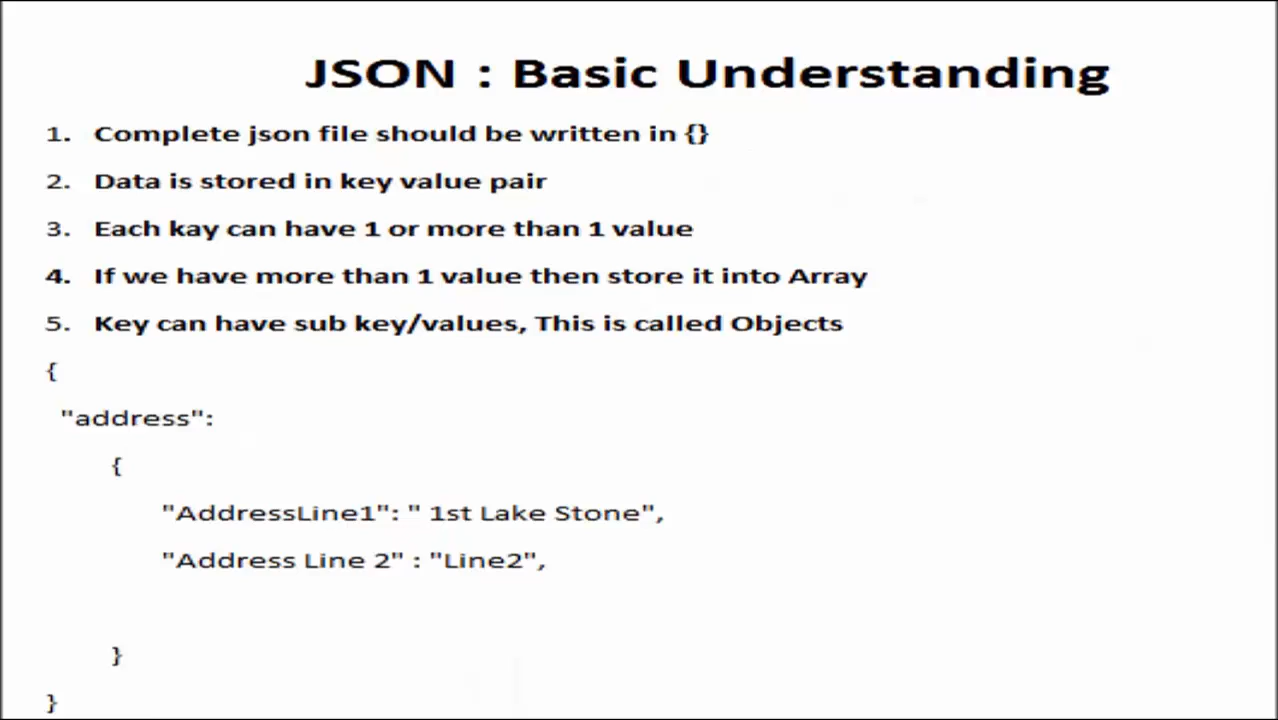 JSON : Basic Understanding
1. Complete json file should be written in {}
2. Data is stored in key value pair
3. Each kay can have 1 or more than 1 value
4. If we have more than 1 value then store it into Array
5. Key can have sub key/values, This is called Objects
{
"address":
{
"AddressLine1": " 1st Lake Stone",
"Address Line 2" : "Line2",
}
}